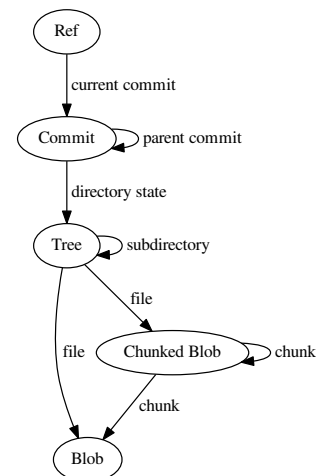 Ref
current commit
Commit
parent commit
directory state
Tree
subdirectory
file
file
Chunked Blob
chunk
chunk
Blob